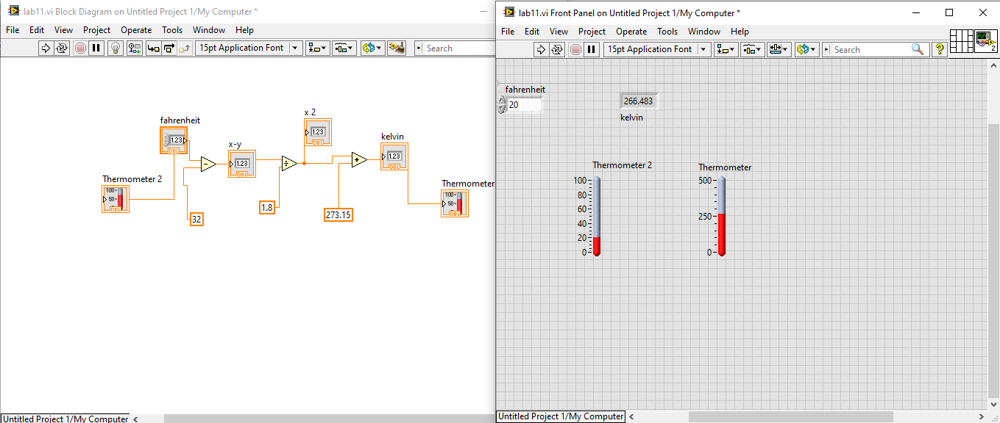 lab11.vi Block Diagram on Untitled Project 1/My Computer *
File Edit View Project Operate Tools Window Help
15pt Application Font
Search
x 2
1.23
DBL
fahrenheit
1.23
DBL
x-y
1.23
DBL
kelvin
1.23
DBL
Thermometer 2
100
50
DBL
Thermometer
100
50
DBL
32
1.8
273.15
- ÷ +
Untitled Project 1/My Computer <
lab11.vi Front Panel on Untitled Project 1/My Computer *
File Edit View Project Operate Tools Window Help
15pt Application Font
Search
?
2
fahrenheit
20
266.483
kelvin
Thermometer 2
100
80
60
40
20
0
Thermometer
500
250
0
Untitled Project 1/My Computer < >